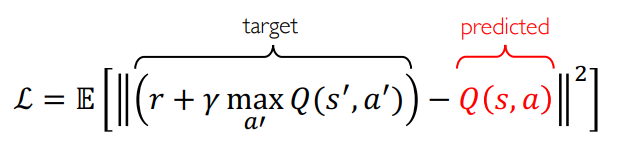 target predicted
ℒ = 𝔼[‖(r + γ max_{a′} Q(s′, a′)) − Q(s, a)‖²]